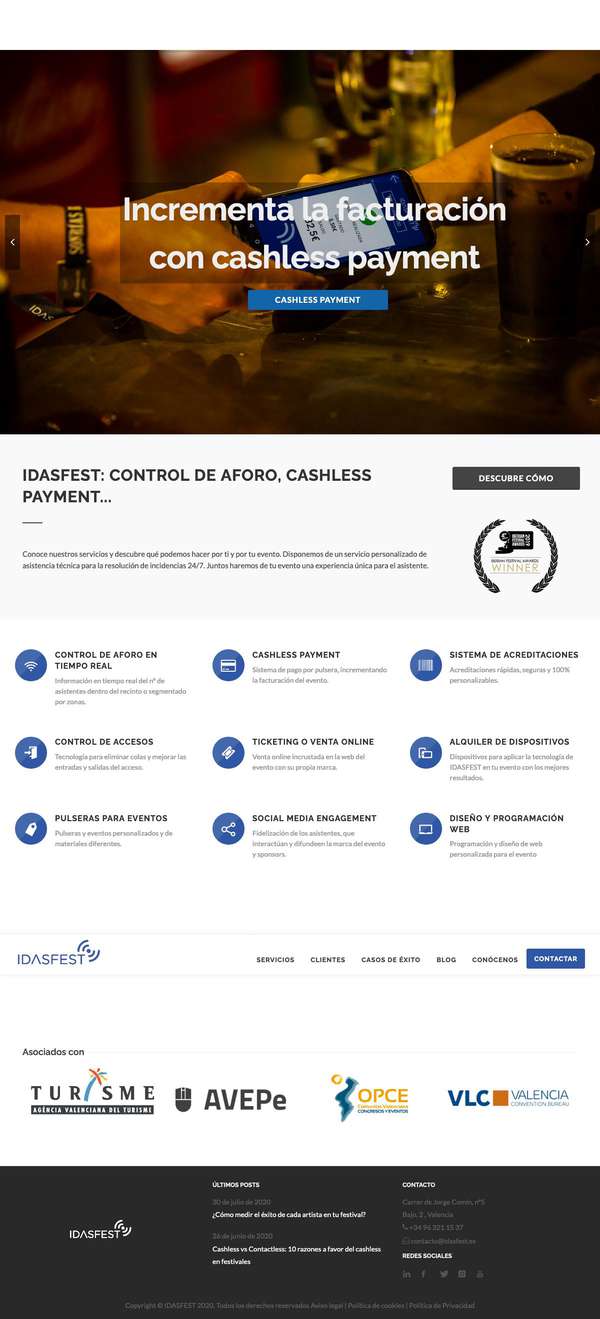 Incrementa la facturación
con cashless payment
CASHLESS PAYMENT
IDASFEST: CONTROL DE AFORO, CASHLESS
PAYMENT...
DESCUBRE CÓMO
Conoce nuestros servicios y descubre qué podemos hacer por ti y por tu evento. Disponemos de un servicio personalizado de
asistencia técnica para la resolución de incidencias 24/7. Juntos haremos de tu evento una experiencia única para el asistente.
IBERIAN FESTIVAL AWARDS
WINNER
CONTROL DE AFORO EN
TIEMPO REAL
Información en tiempo real del nº de
asistentes dentro del recinto o segmentado
por zonas.
CASHLESS PAYMENT
Sistema de pago por pulsera, incrementando
la facturación del evento.
SISTEMA DE ACREDITACIONES
Acreditaciones rápidas, seguras y 100%
personalizables.
CONTROL DE ACCESOS
Tecnología para eliminar colas y mejorar las
entradas y salidas del acceso.
TICKETING O VENTA ONLINE
Venta online incrustada en la web del
evento con su propia marca.
ALQUILER DE DISPOSITIVOS
Dispositivos para aplicar la tecnología de
IDASFEST en tu evento con los mejores
resultados.
PULSERAS PARA EVENTOS
Pulseras y eventos personalizados y de
materiales diferentes.
SOCIAL MEDIA ENGAGEMENT
Fidelización de los asistentes, que
interactúan y difundeen la marca del evento
y sponsors.
DISEÑO Y PROGRAMACIÓN
WEB
Programación y diseño de web
personalizada para el evento
IDASFEST
SERVICIOS
CLIENTES
CASOS DE ÉXITO
BLOG
CONÓCENOS
CONTACTAR
Asociados con
TURISME
AGÈNCIA VALENCIANA DEL TURISME
AVEPe
OPCE
Comunitat Valenciana
CONGRESOS Y EVENTOS
VLC VALENCIA
CONVENTION BUREAU
IDASFEST
ÚLTIMOS POSTS
30 de julio de 2020
¿Cómo medir el éxito de cada artista en tu festival?
26 de junio de 2020
Cashless vs Contactless: 10 razones a favor del cashless
en festivales
CONTACTO
Carrer de Jorge Comín, nº5
Bajo. 2 , Valencia
+34 96 321 15 37
contacto@idasfest.es
REDES SOCIALES
Copyright © IDASFEST 2020. Todos los derechos reservados Aviso legal | Política de cookies | Política de Privacidad